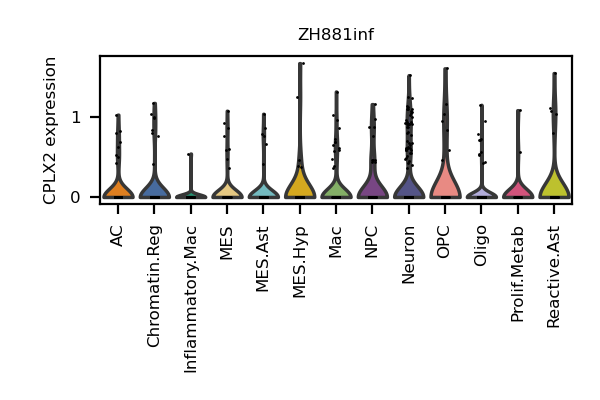 ZH881inf
CPLX2 expression
1
0
AC
Chromatin.Reg
Inflammatory.Mac
MES
MES.Ast
MES.Hyp
Mac
NPC
Neuron
OPC
Oligo
Prolif.Metab
Reactive.Ast